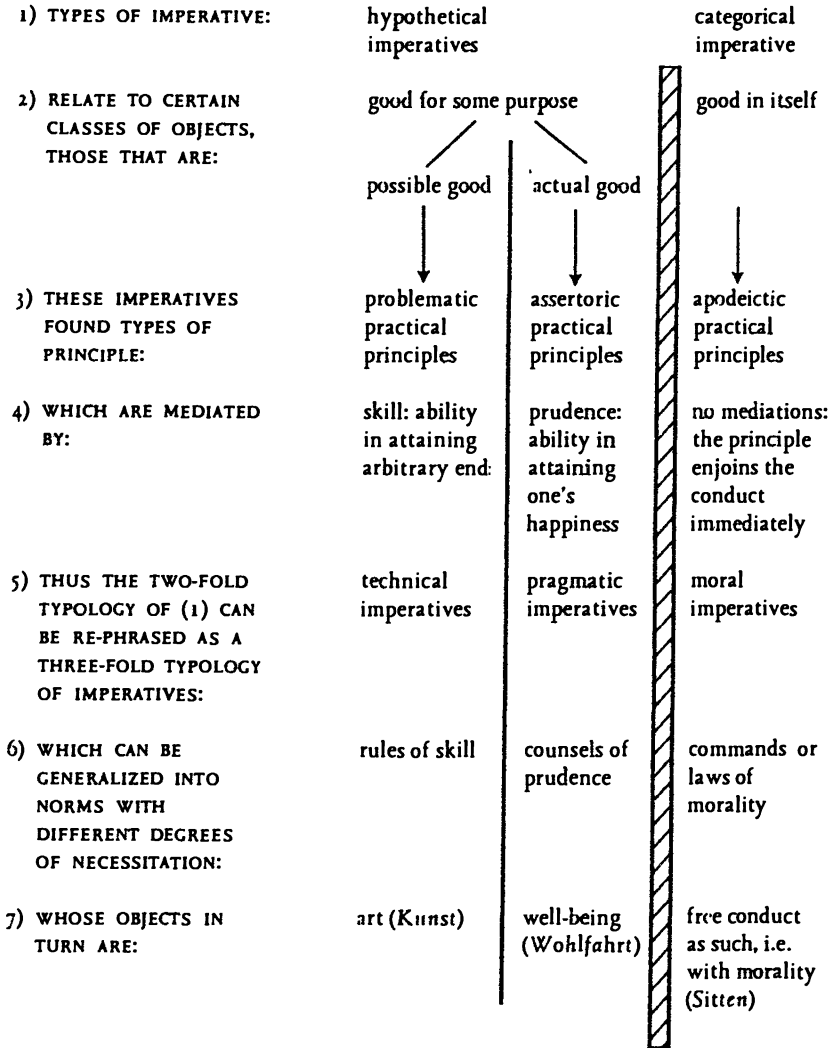 1) TYPES OF IMPERATIVE: hypothetical categorical
imperatives imperative
2) RELATE TO CERTAIN good for some purpose good in itself
CLASSES OF OBJECTS,
THOSE THAT ARE:
possible good actual good
3) THESE IMPERATIVES problematic assertoric apodeictic
FOUND TYPES OF practical practical practical
PRINCIPLE: principles principles principles
4) WHICH ARE MEDIATED skill: ability prudence: no mediations:
BY: in attaining ability in the principle
arbitrary end: attaining enjoins the
one's conduct
happiness immediately
5) THUS THE TWO-FOLD technical pragmatic moral
TYPOLOGY OF (1) CAN imperatives imperatives imperatives
BE RE-PHRASED AS A
THREE-FOLD TYPOLOGY
OF IMPERATIVES:
6) WHICH CAN BE rules of skill counsels of commands or
GENERALIZED INTO prudence laws of
NORMS WITH morality
DIFFERENT DEGREES
OF NECESSITATION:
7) WHOSE OBJECTS IN art (Kunst) well-being free conduct
TURN ARE: (Wohlfahrt) as such, i.e.
with morality
(Sitten)